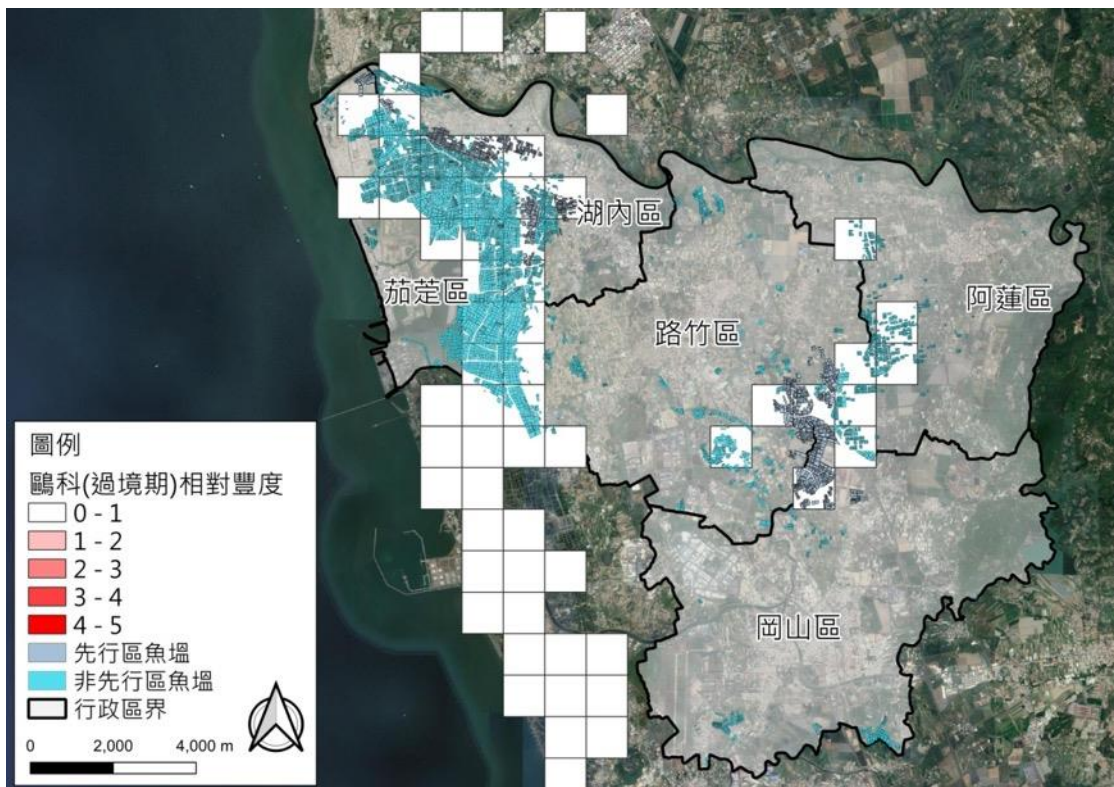 湖內區
茄萣區
阿蓮區
路竹區
岡山區
圖例
鷗科(過境期)相對豐度
0 - 1
1 - 2
2 - 3
3 - 4
4 - 5
先行區魚塭
非先行區魚塭
行政區界
0 2,000 4,000 m